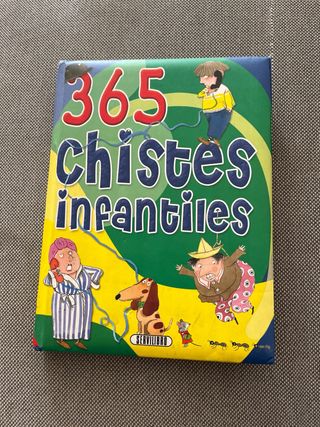 365
chistes
infantiles
SERVILIBRO